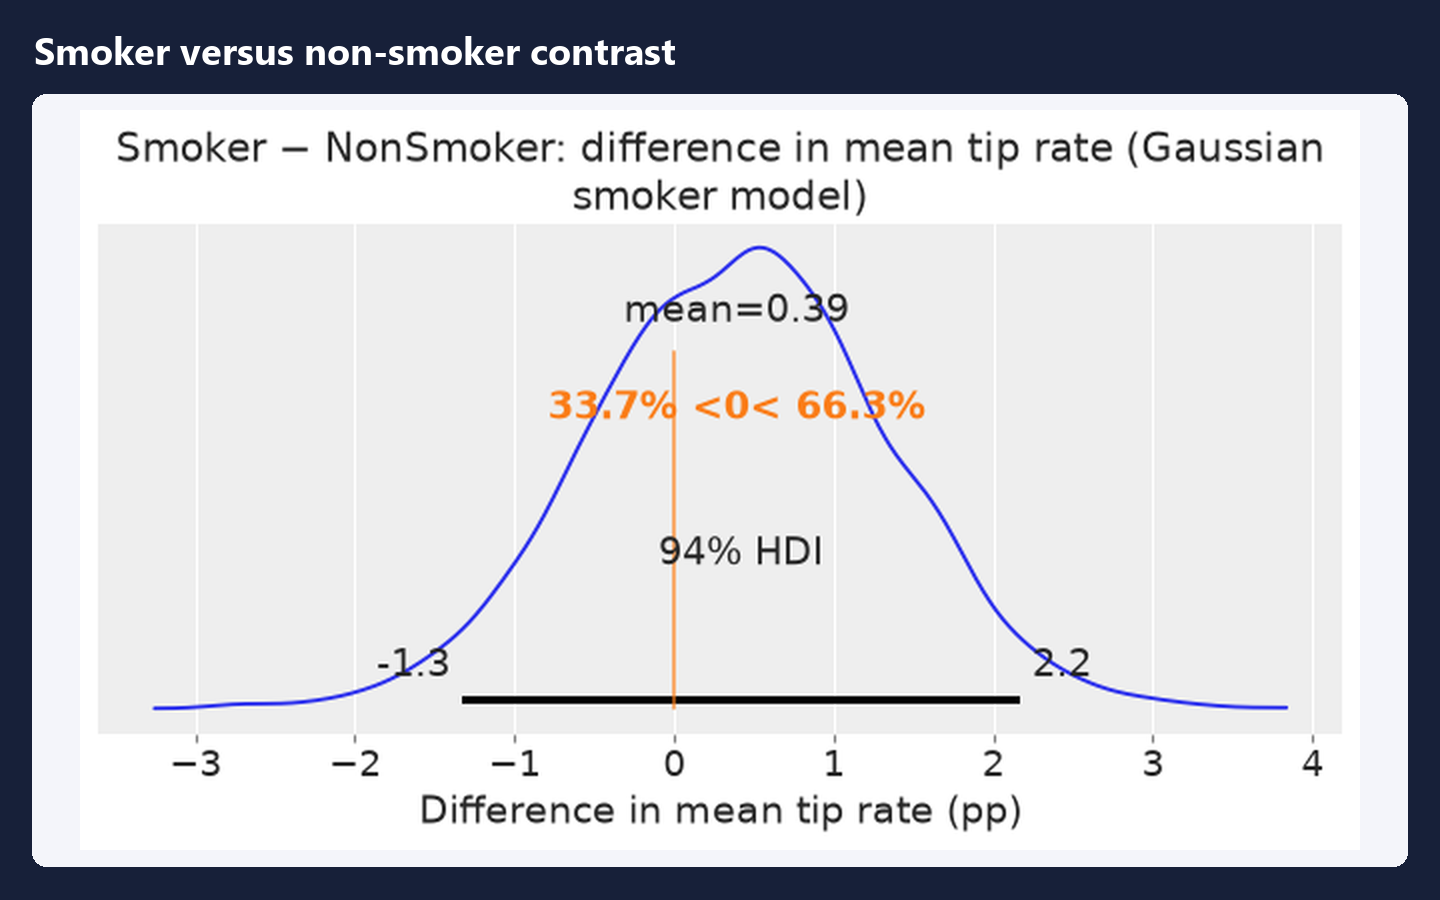 Smoker versus non-smoker contrast
Smoker − NonSmoker: difference in mean tip rate (Gaussian
smoker model)
mean=0.39
33.7% <0< 66.3%
94% HDI
-1.3 2.2
−3 −2 −1 0 1 2 3 4
Difference in mean tip rate (pp)